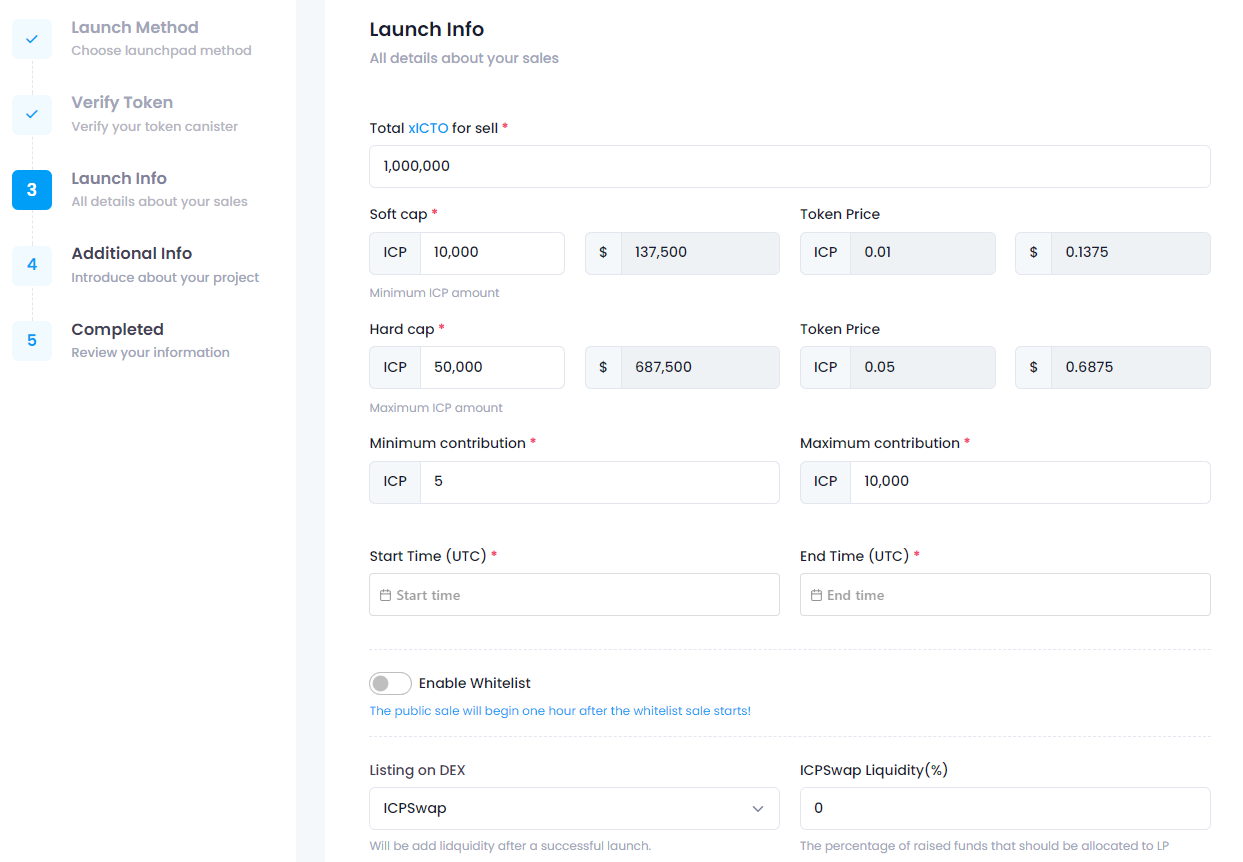 Launch Method
Choose launchpad method
Verify Token
Verify your token canister
3
Launch Info
All details about your sales
4
Additional Info
Introduce about your project
5
Completed
Review your information
Launch Info
All details about your sales
Total xICTO for sell *
1,000,000
Soft cap *
Token Price
ICP 10,000 $ 137,500 ICP 0.01 $ 0.1375
Minimum ICP amount
Hard cap *
Token Price
ICP 50,000 $ 687,500 ICP 0.05 $ 0.6875
Maximum ICP amount
Minimum contribution *
Maximum contribution *
ICP 5
ICP 10,000
Start Time (UTC) *
End Time (UTC) *
Start time
End time
Enable Whitelist
The public sale will begin one hour after the whitelist sale starts!
Listing on DEX
ICPSwap Liquidity(%)
ICPSwap
0
Will be add lidquidity after a successful launch.
The percentage of raised funds that should be allocated to LP